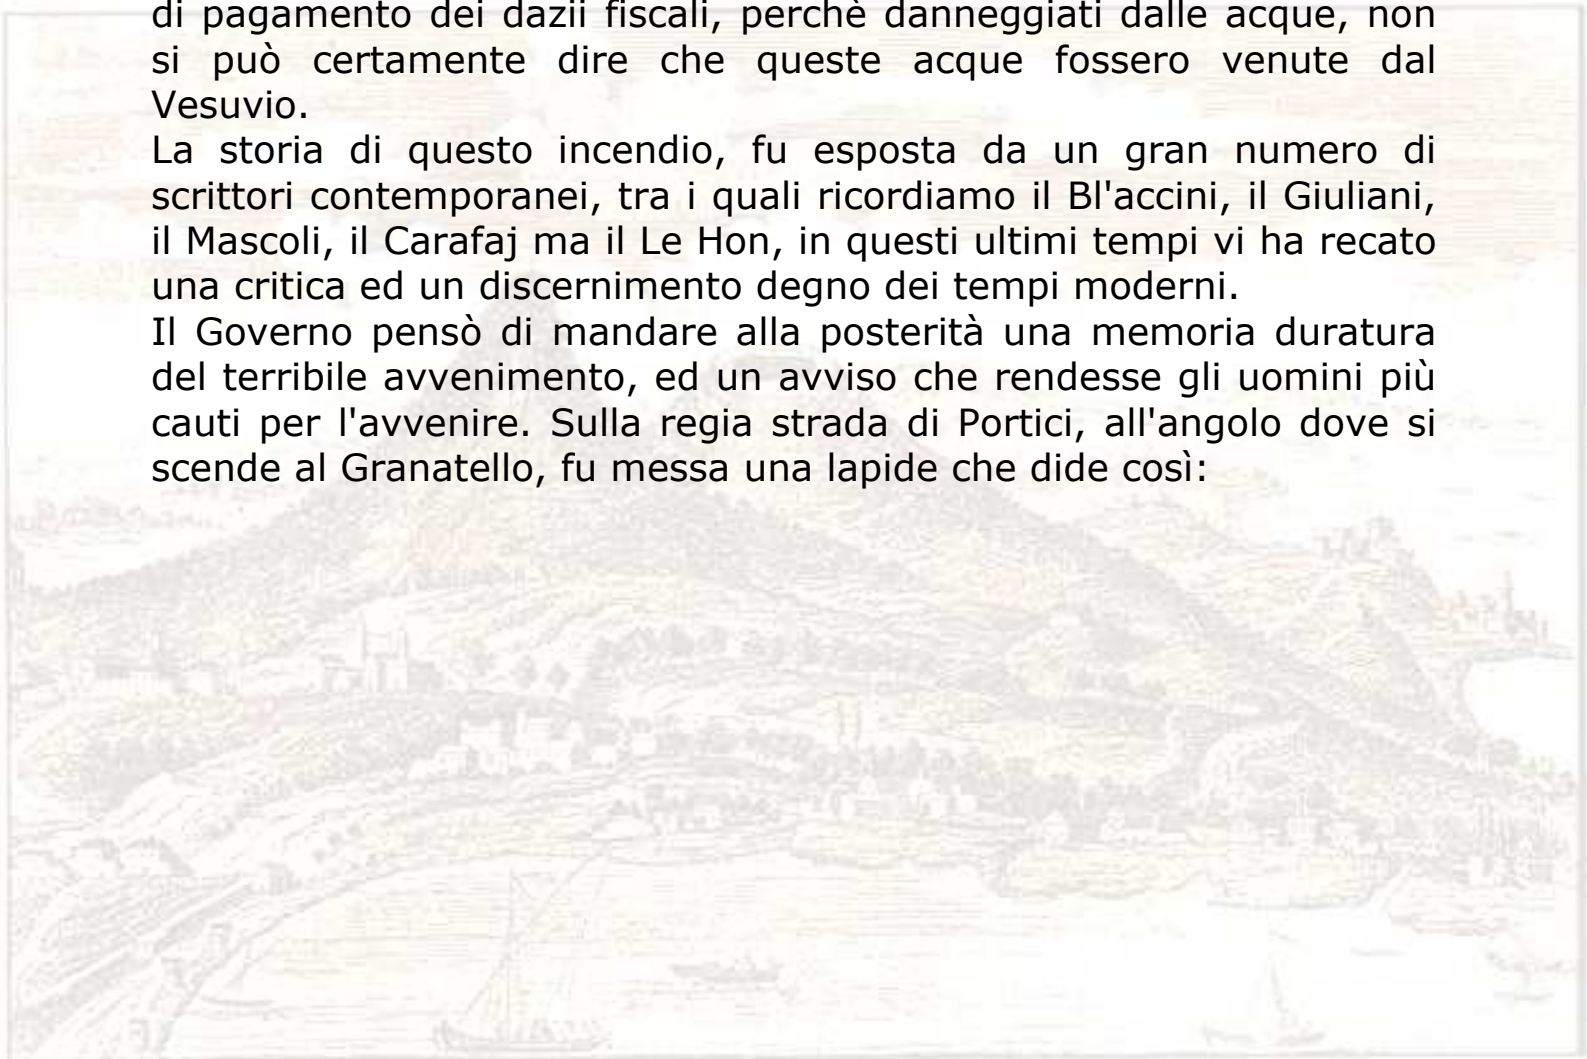 di pagamento dei dazii fiscali, perchè danneggiati dalle acque, non
si può certamente dire che queste acque fossero venute dal
Vesuvio.
La storia di questo incendio, fu esposta da un gran numero di
scrittori contemporanei, tra i quali ricordiamo il Bl'accini, il Giuliani,
il Mascoli, il Carafaj ma il Le Hon, in questi ultimi tempi vi ha recato
una critica ed un discernimento degno dei tempi moderni.
Il Governo pensò di mandare alla posterità una memoria duratura
del terribile avvenimento, ed un avviso che rendesse gli uomini più
cauti per l'avvenire. Sulla regia strada di Portici, all'angolo dove si
scende al Granatello, fu messa una lapide che dide così: